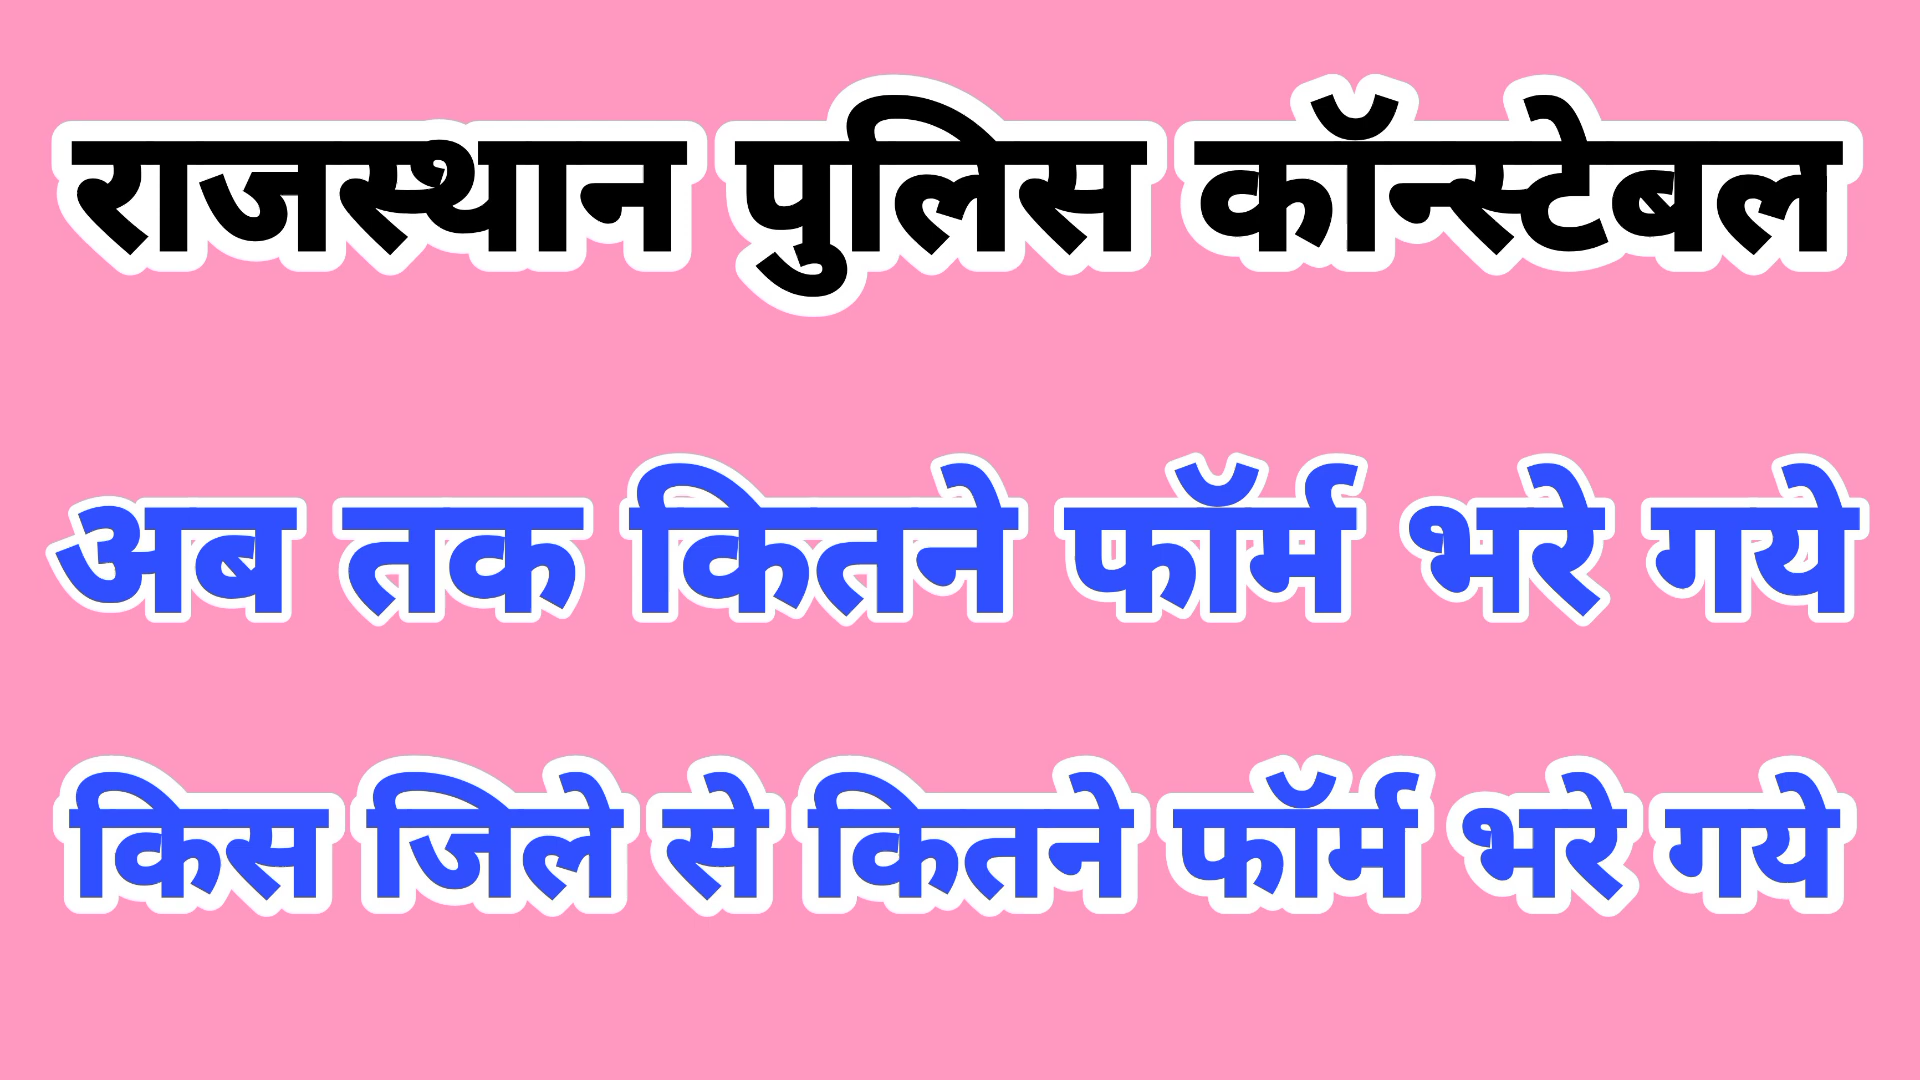 राजस्थान पुलिस कॉन्स्टेबल
अब तक कितने फॉर्म भरे गये
किस जिले से कितने फॉर्म भरे गये